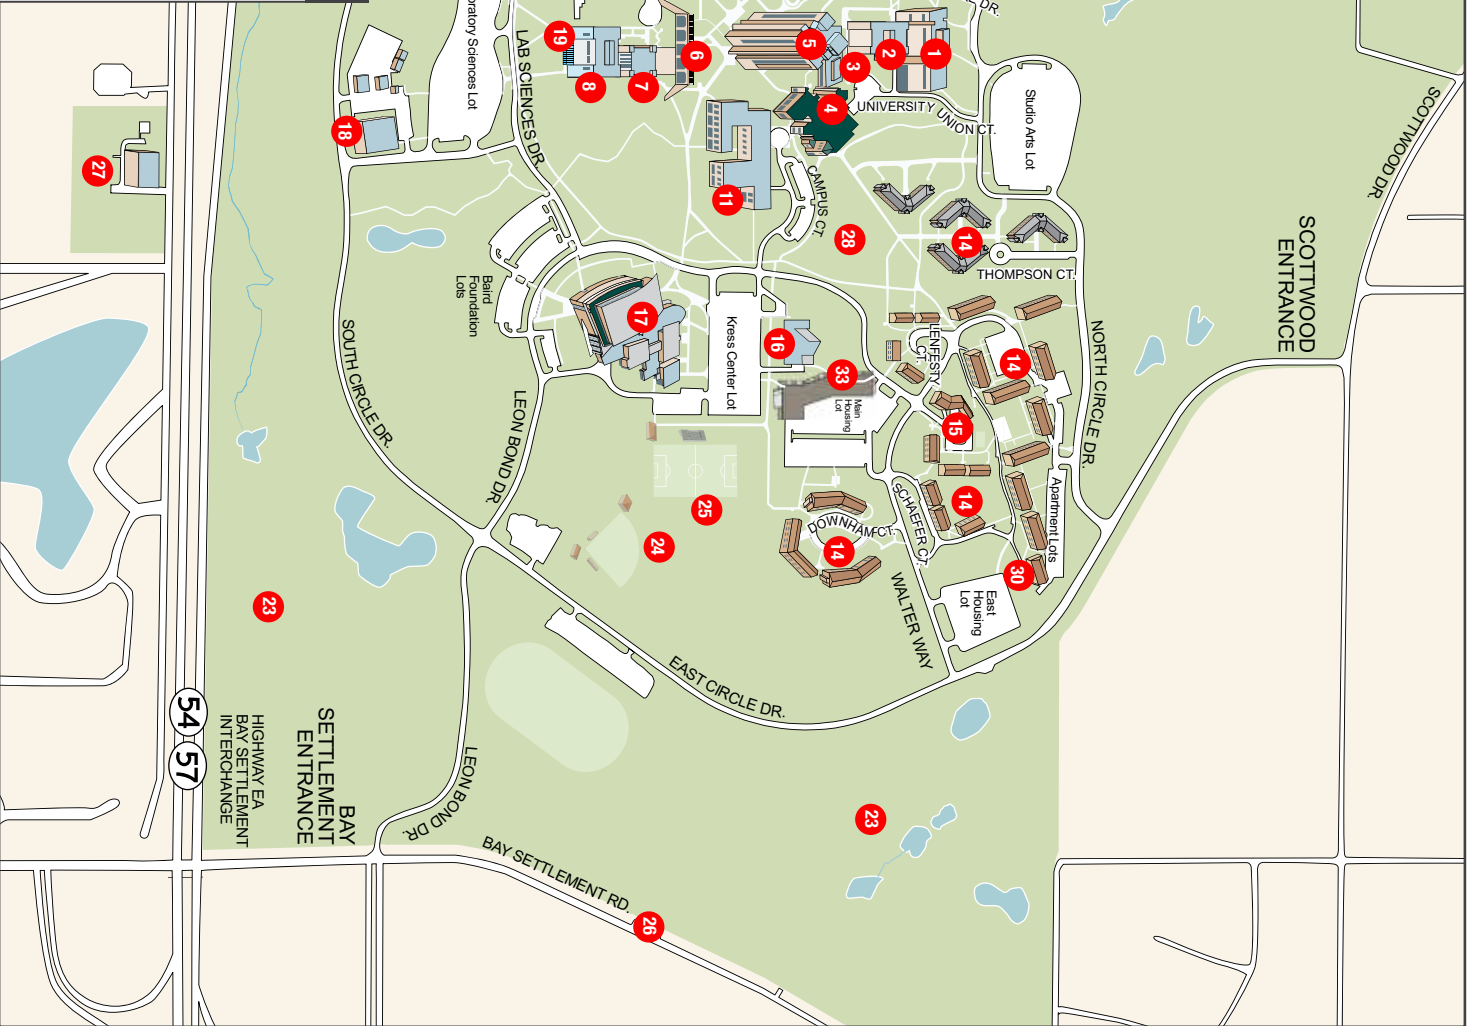 DR.
oratory Sciences Lot
LAB SCIENCES DR.
19
8
7
6
5
3
2
1
4
UNIVERSITY
UNION CT.
Studio Arts Lot
SCOTTWOOD DR.
18
27
11
CAMPUS CT.
28
14
THOMPSON CT.
SCOTTWOOD
ENTRANCE
Baird
Foundation
Lots
17
Kress Center Lot
16
33
Main
Housing
Lot
LIENFESTY
CT.
14
NORTH CIRCLE DR.
SOUTH CIRCLE DR.
LEON BOND DR.
15
14
SCHAEFER CT.
Apartment Lots
25
24
DOWNHAM CT.
14
30
East
Housing
Lot
WALTER WAY
23
EAST CIRCLE DR.
54
57
HIGHWAY EA
BAY SETTLEMENT
INTERCHANGE
BAY
SETTLEMENT
ENTRANCE
LEON BOND DR.
23
BAY SETTLEMENT RD.
26